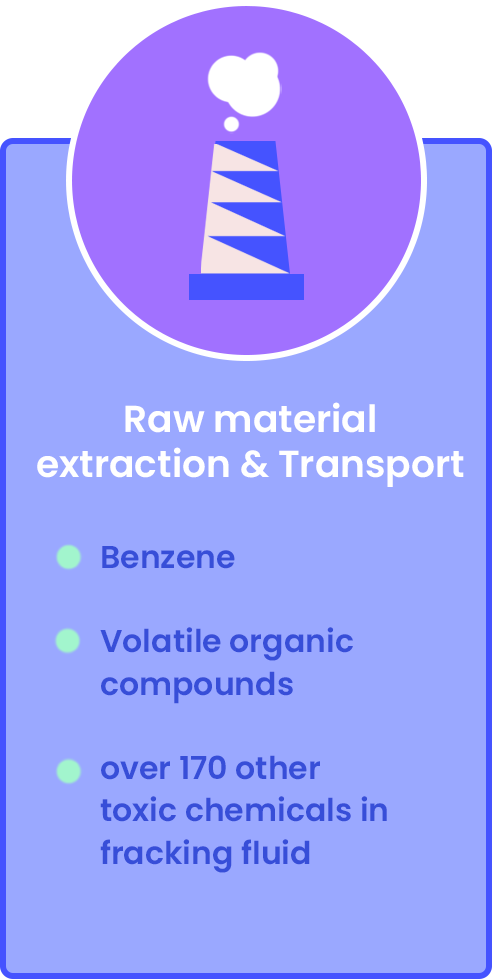 Raw material
extraction & Transport
Benzene
Volatile organic
compounds
over 170 other
toxic chemicals in
fracking fluid